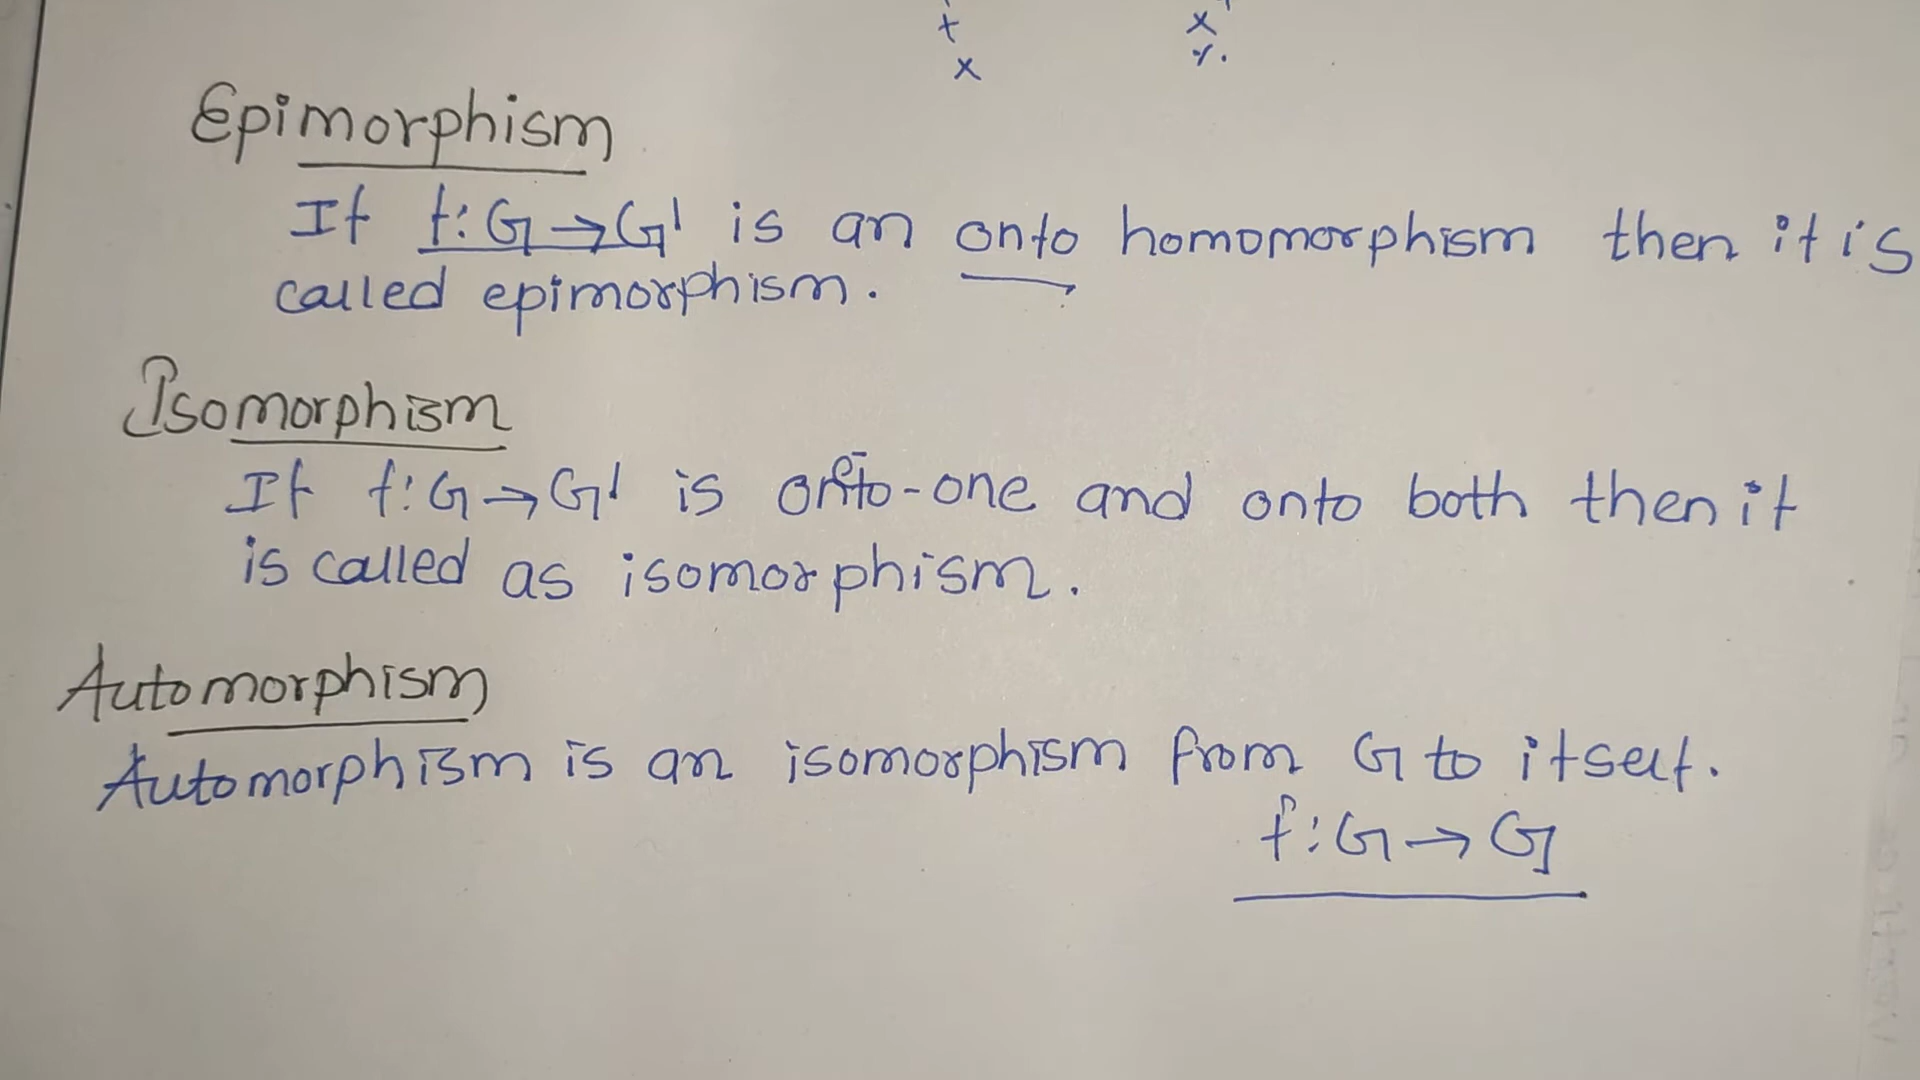 x
x
x
y.
Epimorphism
If f: G → G' is an onto homomorphism then it is
called epimorphism.
Isomorphism
If f: G → G' is onto-one and onto both then it
is called as isomorphism.
Automorphism
Automorphism is an isomorphism from G to itself.
f: G → G